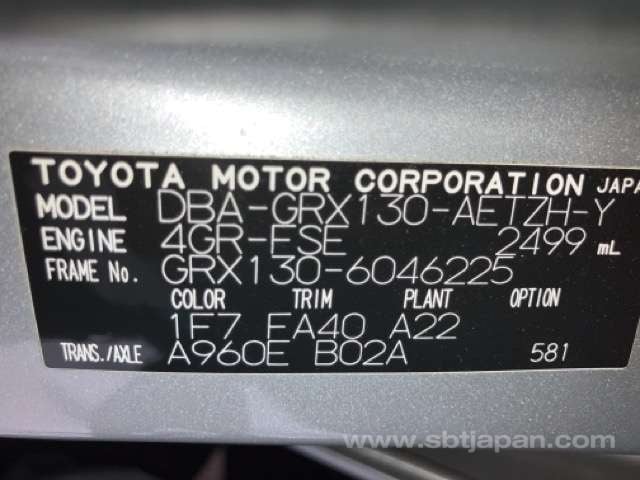 TOYOTA MOTOR CORPORATION JAPA
MODEL DBA-GRX130-AETZH-Y
ENGINE 4GR-FSE 2499 mL
FRAME No. GRX130-6046225
COLOR TRIM PLANT OPTION
1F7 FA40 A22
TRANS./AXLE A960E B02A 581
www.sbtjapan.com